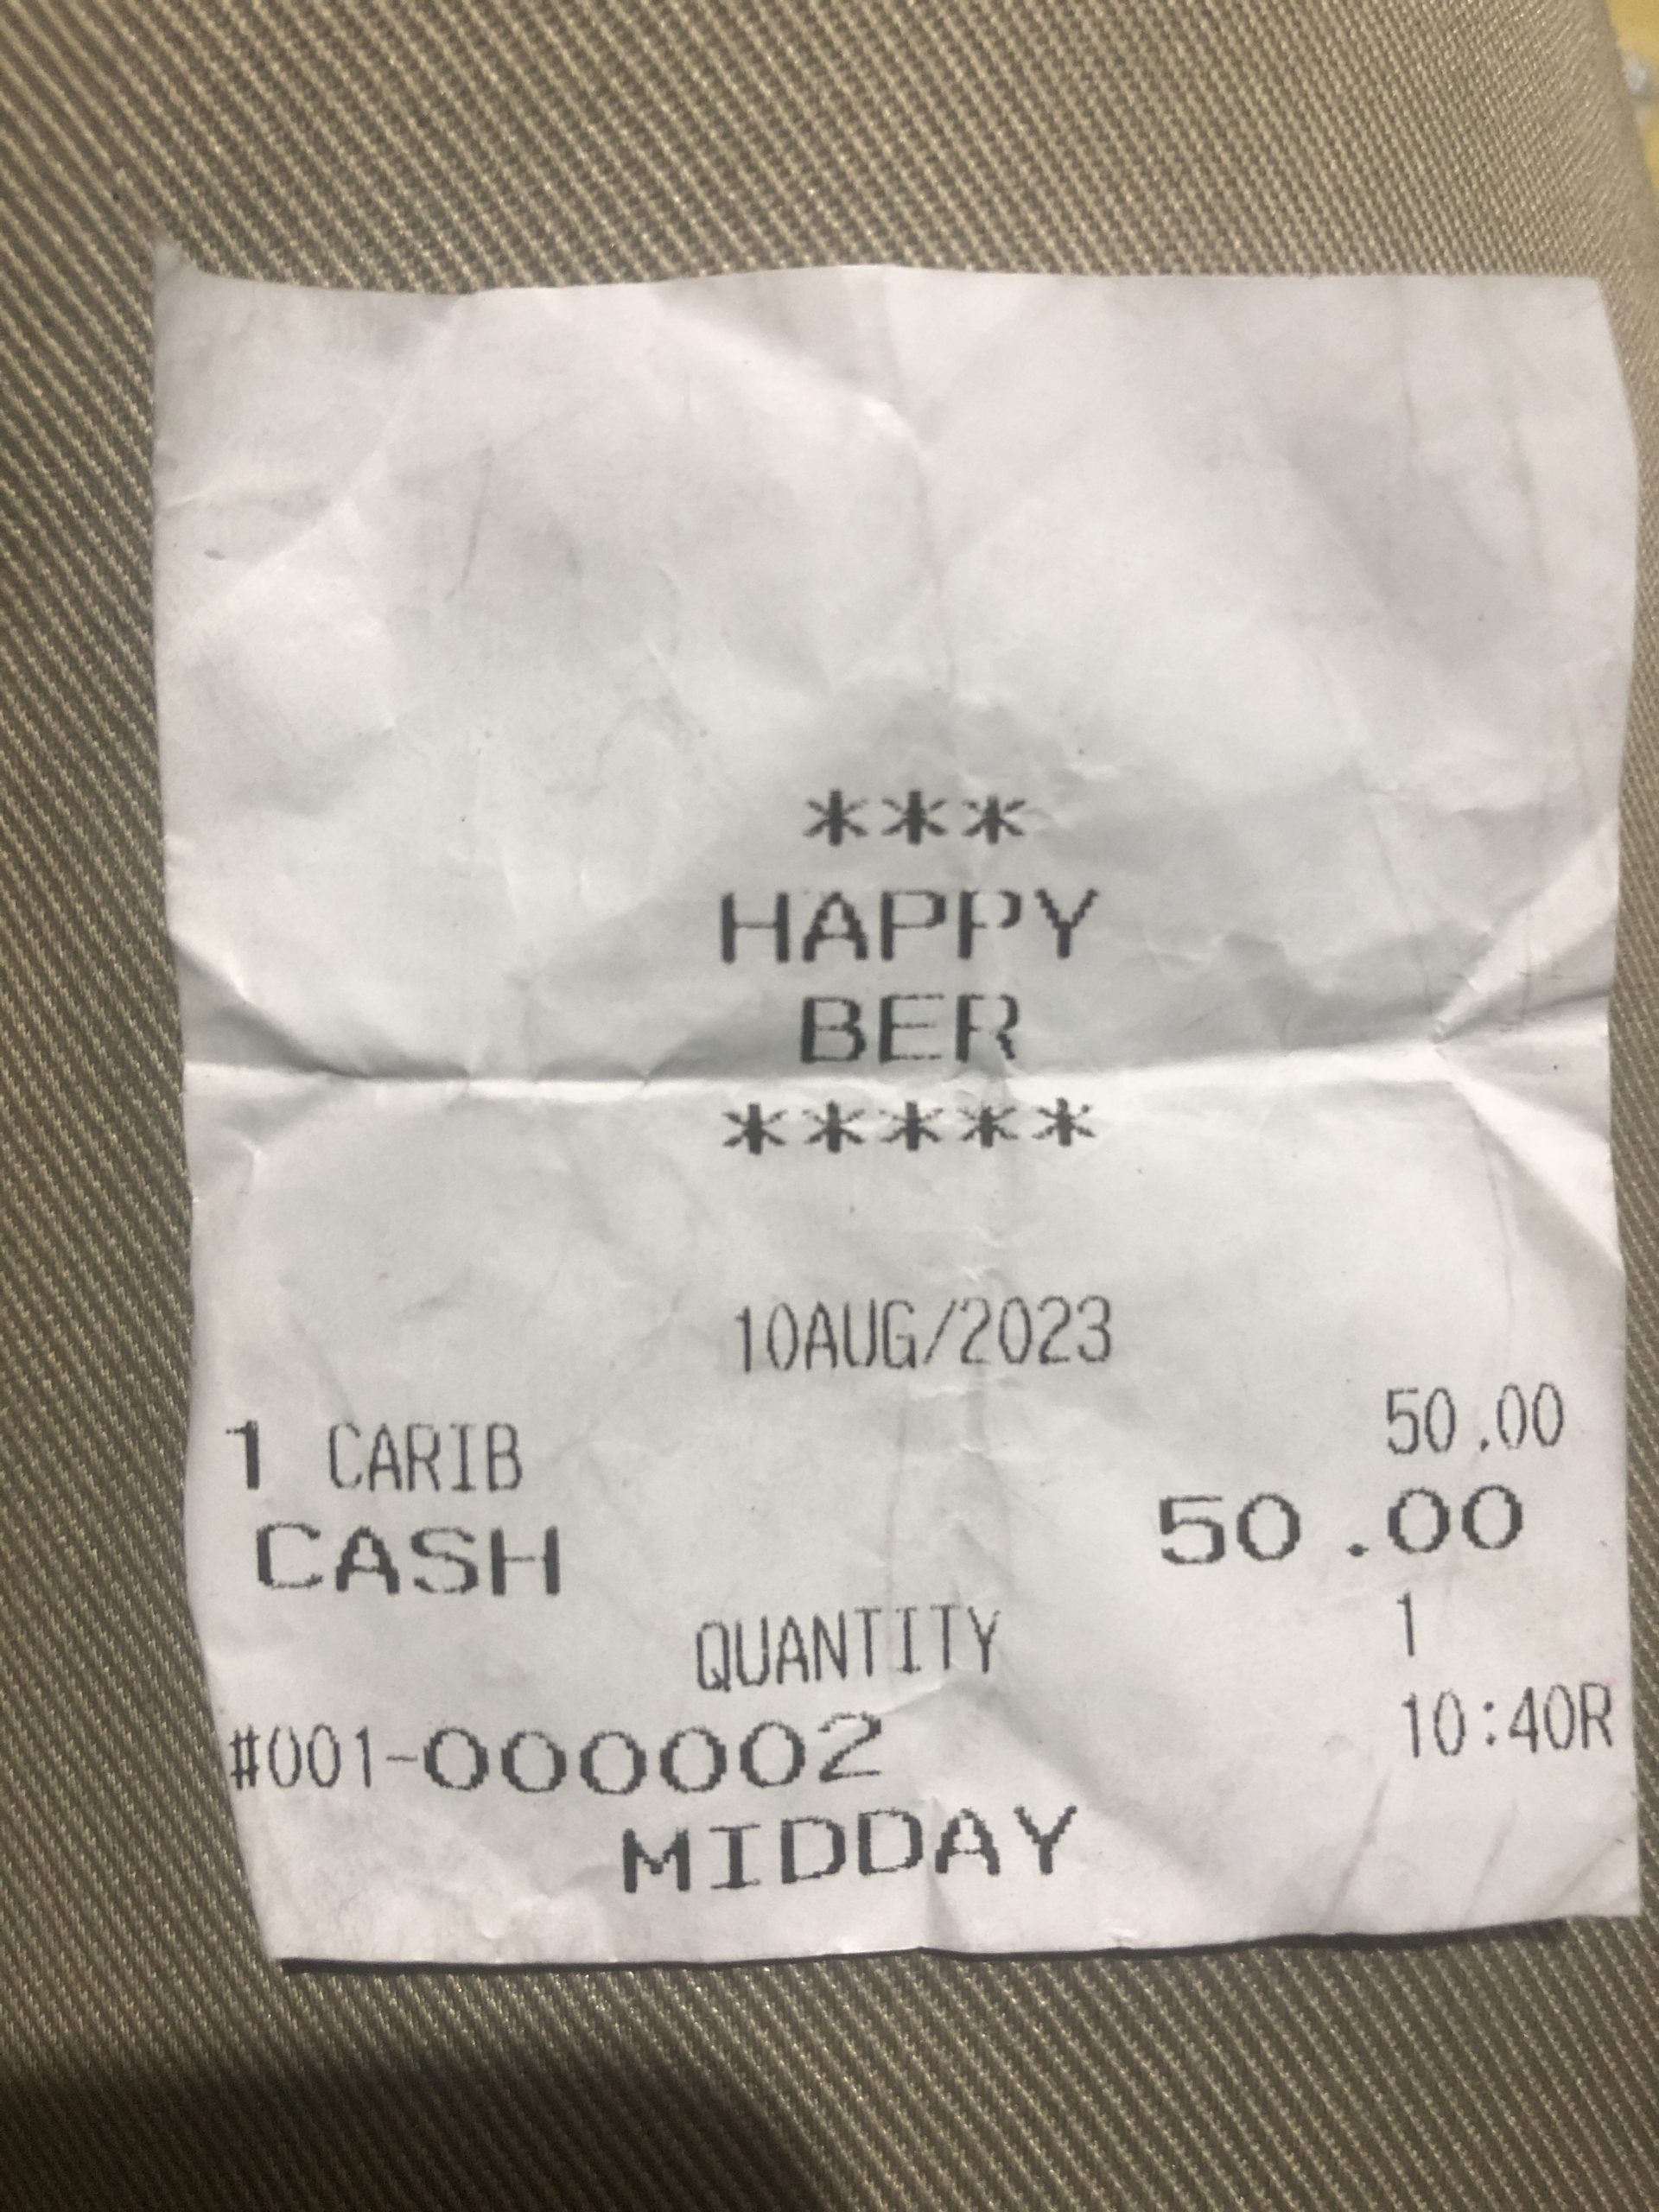 ***
HAPPY
BER
*****
10AUG/2023
1 CARIB 50.00
CASH 50.00
QUANTITY 1
#001-000002 10:40R
MIDDAY